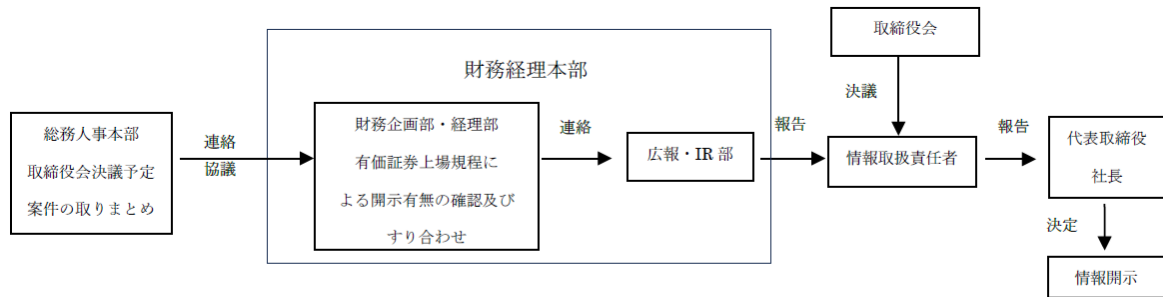 総務人事本部
取締役会決議予定
案件の取りまとめ
連絡
協議
財務経理本部
財務企画部・経理部
有価証券上場規程に
よる開示有無の確認及び
すり合わせ
連絡
広報・IR 部
報告
取締役会
決議
情報取扱責任者
報告
代表取締役
社長
決定
情報開示